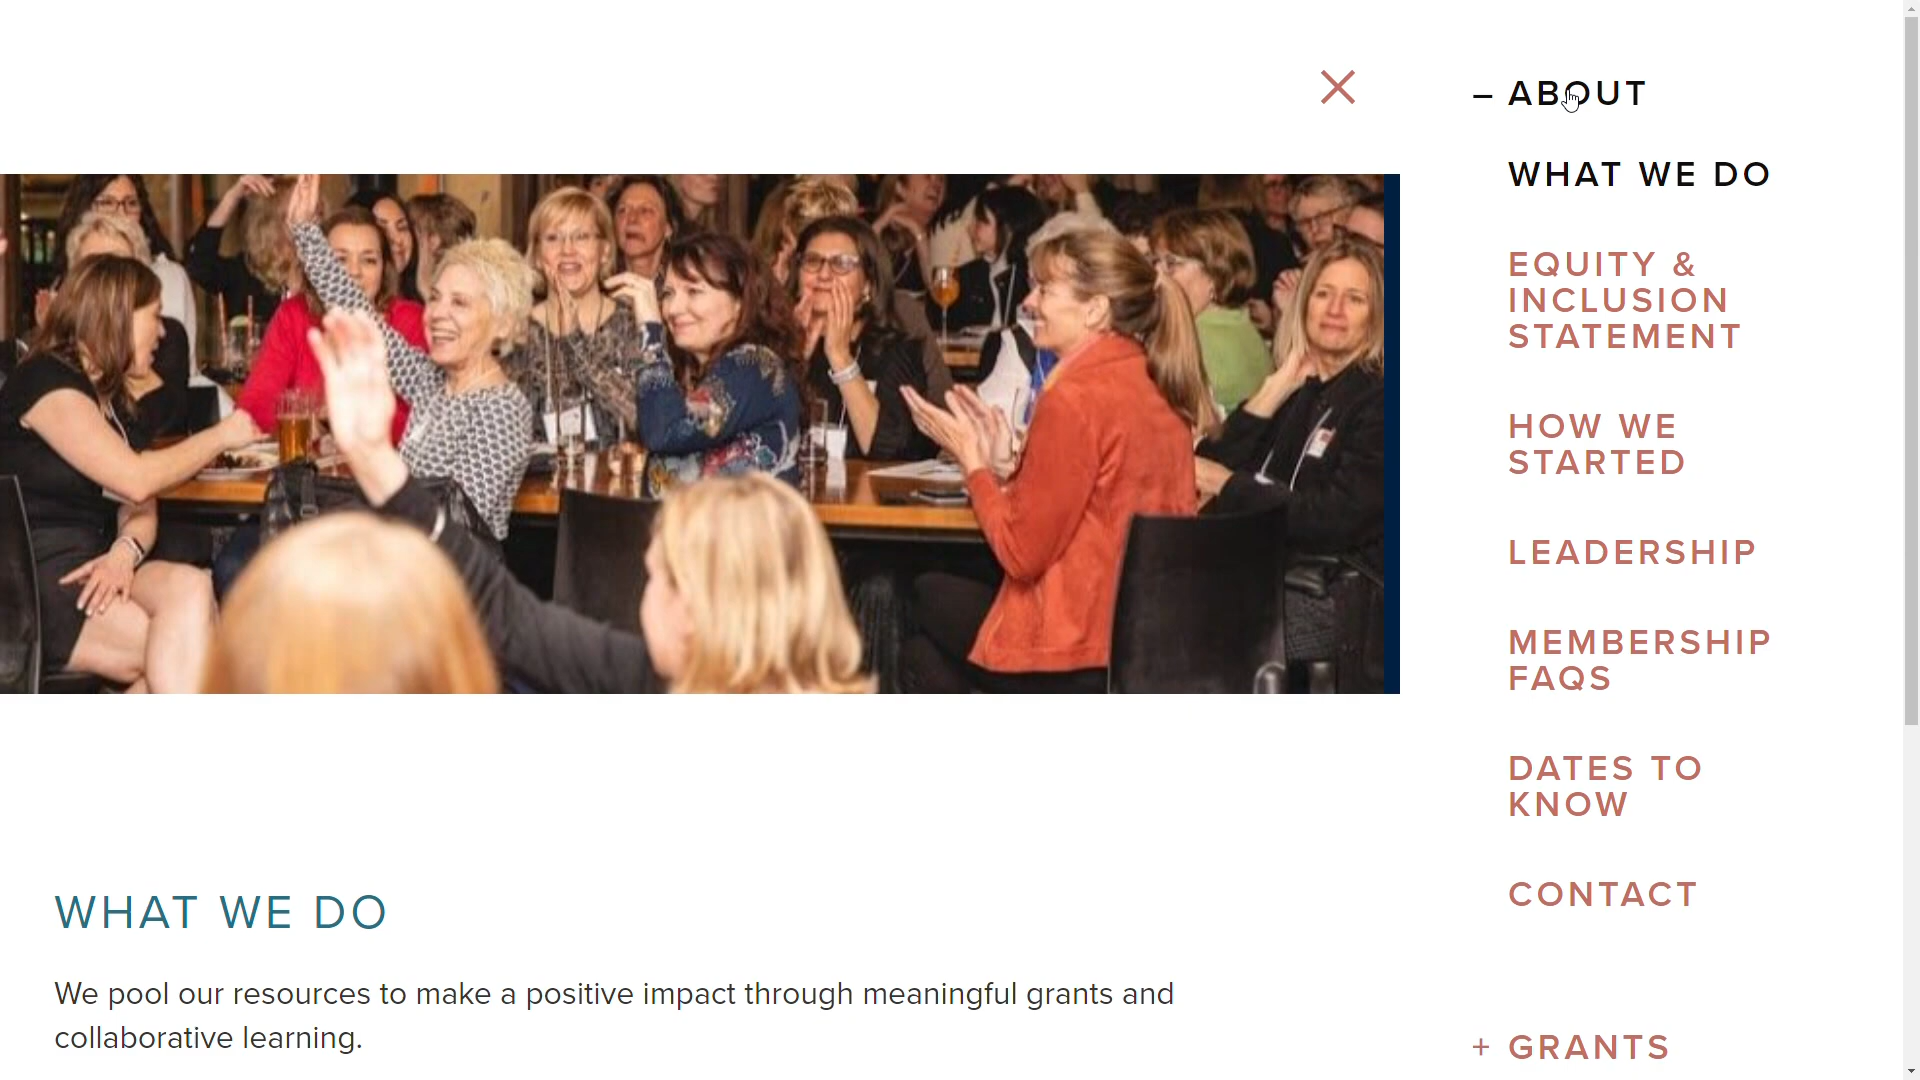 – ABOUT
WHAT WE DO
EQUITY &
INCLUSION
STATEMENT
HOW WE
STARTED
LEADERSHIP
MEMBERSHIP
FAQS
DATES TO
KNOW
CONTACT
+ GRANTS
WHAT WE DO
We pool our resources to make a positive impact through meaningful grants and
collaborative learning.